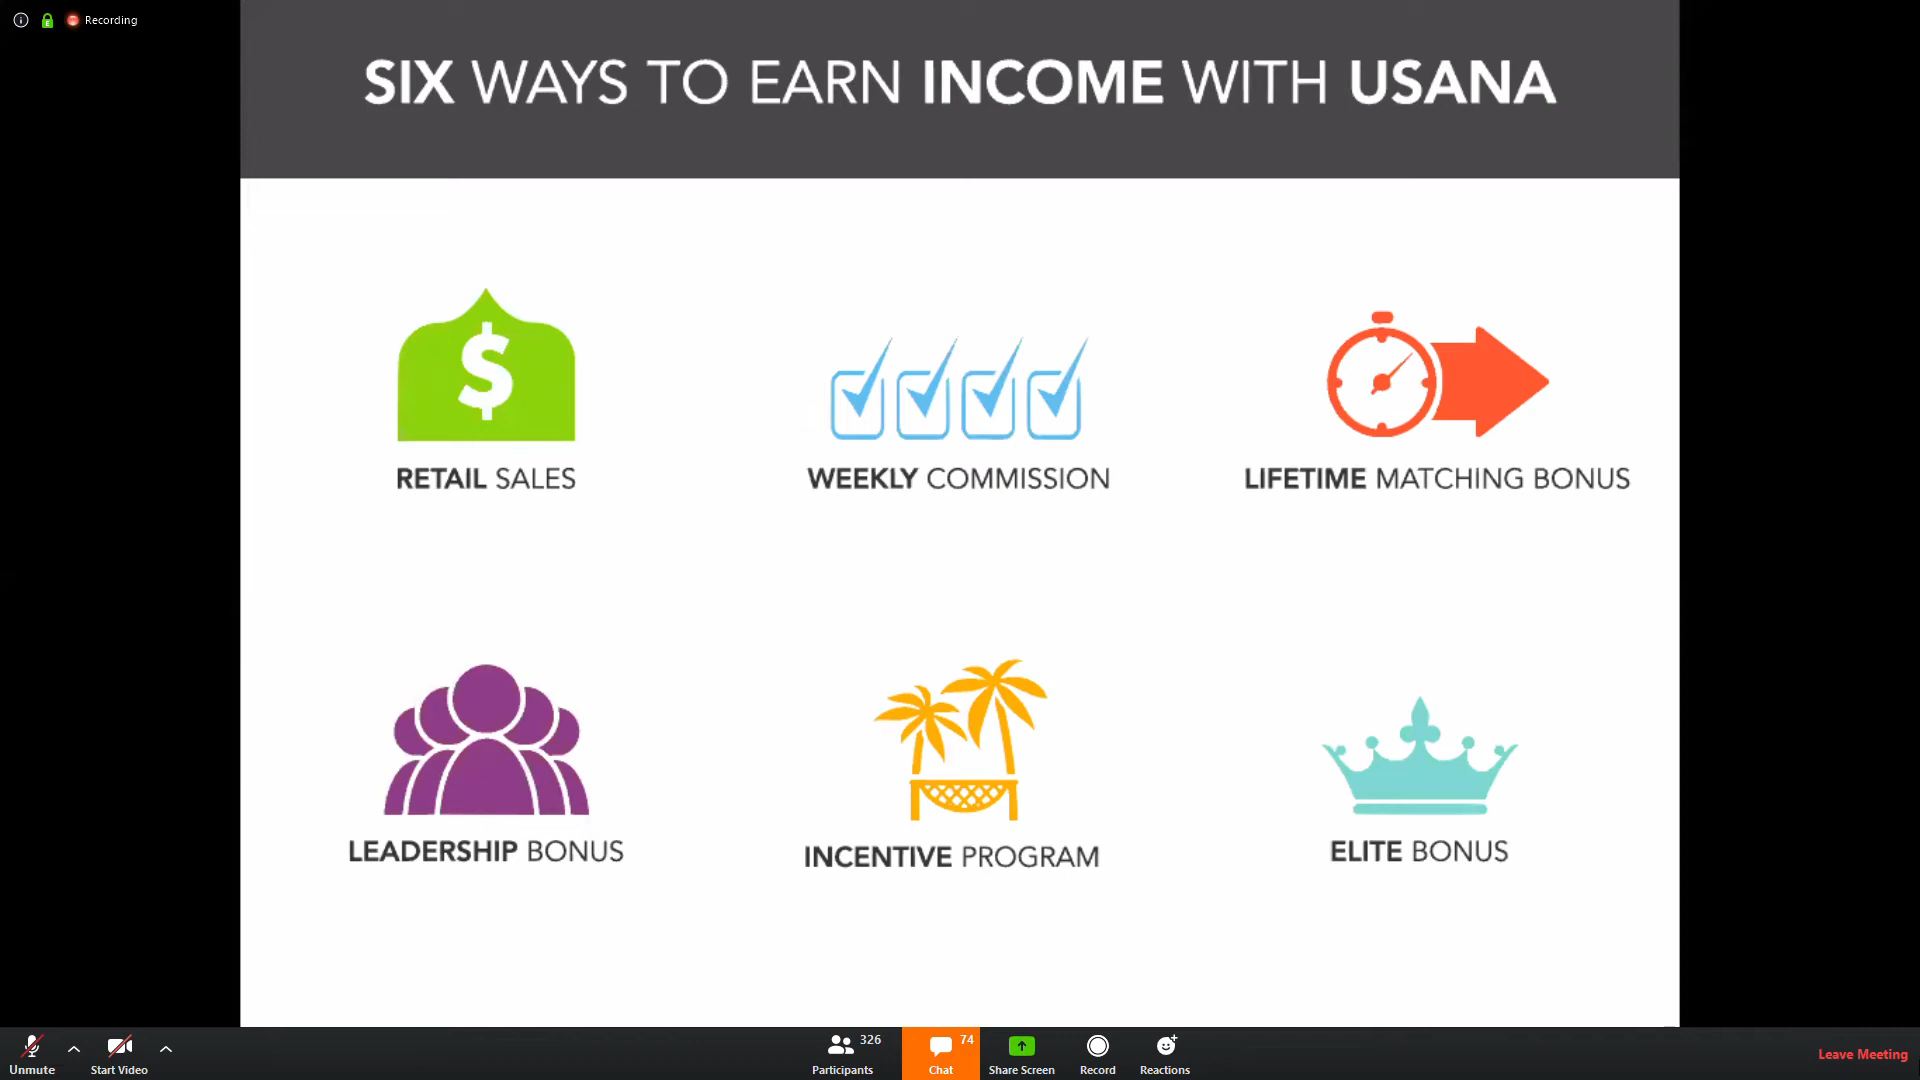 Recording
SIX WAYS TO EARN INCOME WITH USANA
$
RETAIL SALES
WEEKLY COMMISSION
LIFETIME MATCHING BONUS
LEADERSHIP BONUS
INCENTIVE PROGRAM
ELITE BONUS
Unmute
Start Video
Participants 326
Chat 74
Share Screen
Record
Reactions
Leave Meeting